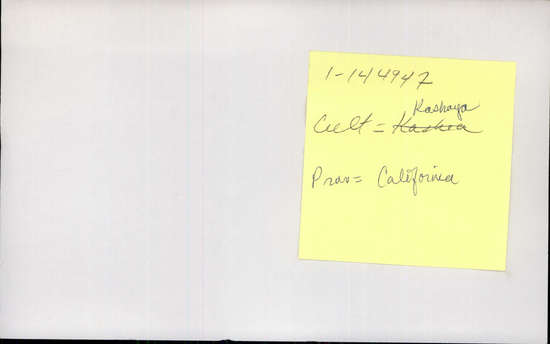 1-144947
Kashaya
Cult = Kashia
Prov = California